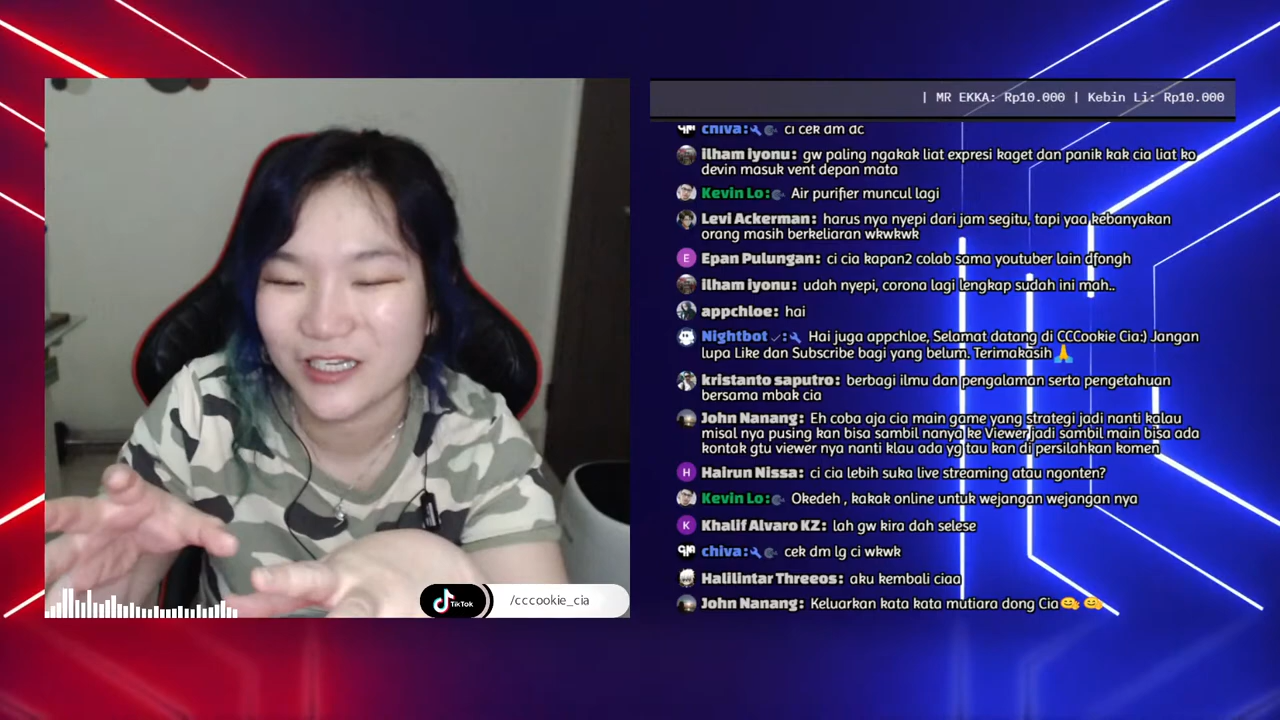 | MR EKKA: Rp10.000 | Kebin Li: Rp10.000
chiva: ci cek dm dc
ilham iyonu: gw paling ngakak liat expresi kaget dan panik kak cia liat ko
devin masuk vent depan mata
Kevin Lo: Air purifier muncul lagi
Levi Ackerman: harus nya nyepi dari jam segitu, tapi yaa kebanyakan
orang masih berkeliaran wkwkwk
Epan Pulungan: ci cia kapan2 colab sama youtuber lain dfongh
ilham iyonu: udah nyepi, corona lagi lengkap sudah ini mah..
appchloe: hai
Nightbot: Hai juga appchloe, Selamat datang di CCCookie Cia:) Jangan
lupa Like dan Subscribe bagi yang belum. Terimakasih 🙏
kristanto saputro: berbagi ilmu dan pengalaman serta pengetahuan
bersama mbak cia
John Nanang: Eh coba aja cia main game yang strategi jadi nanti kalau
misal nya pusing kan bisa sambil nanya ke Viewer jadi sambil main bisa ada
kontak gtu viewer nya nanti klau ada yg tau kan di persilahkan komen
H Hairun Nissa: ci cia lebih suka live streaming atau ngonten?
Kevin Lo: Okedeh , kakak online untuk wejangan wejangan nya
K Khalif Alvaro KZ: lah gw kira dah selese
chiva: cek dm lg ci wkwk
Halilintar Threeos: aku kembali ciaa
John Nanang: Keluarkan kata kata mutiara dong Cia🤗 🤗
TikTok /cccookie_cia